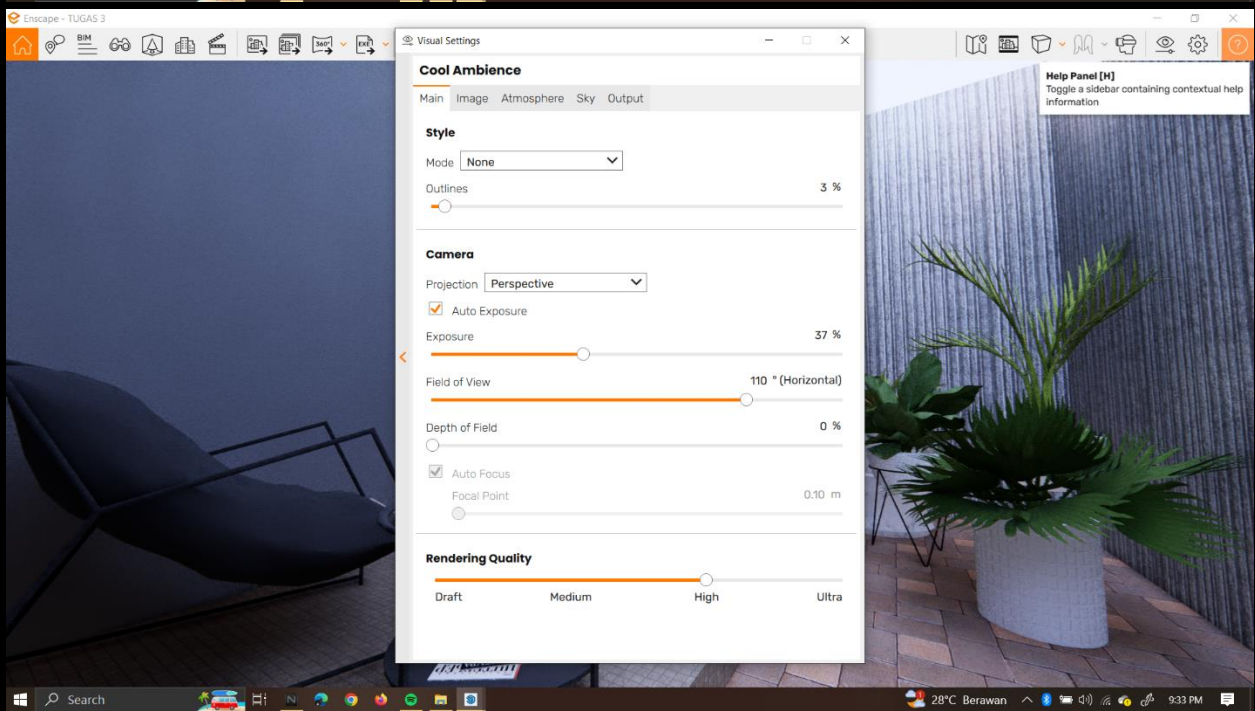 Enscape - TUGAS 3
BIM
360°
EXE
Visual Settings
Cool Ambience
Main Image Atmosphere Sky Output
Style
Mode None
Outlines 3 %
Camera
Projection Perspective
Auto Exposure
Exposure 37 %
Field of View 110 ° (Horizontal)
Depth of Field 0 %
Auto Focus
Focal Point 0.10 m
Rendering Quality
Draft Medium High Ultra
Help Panel [H]
Toggle a sidebar containing contextual help
information
Search
28°C Berawan
9:33 PM